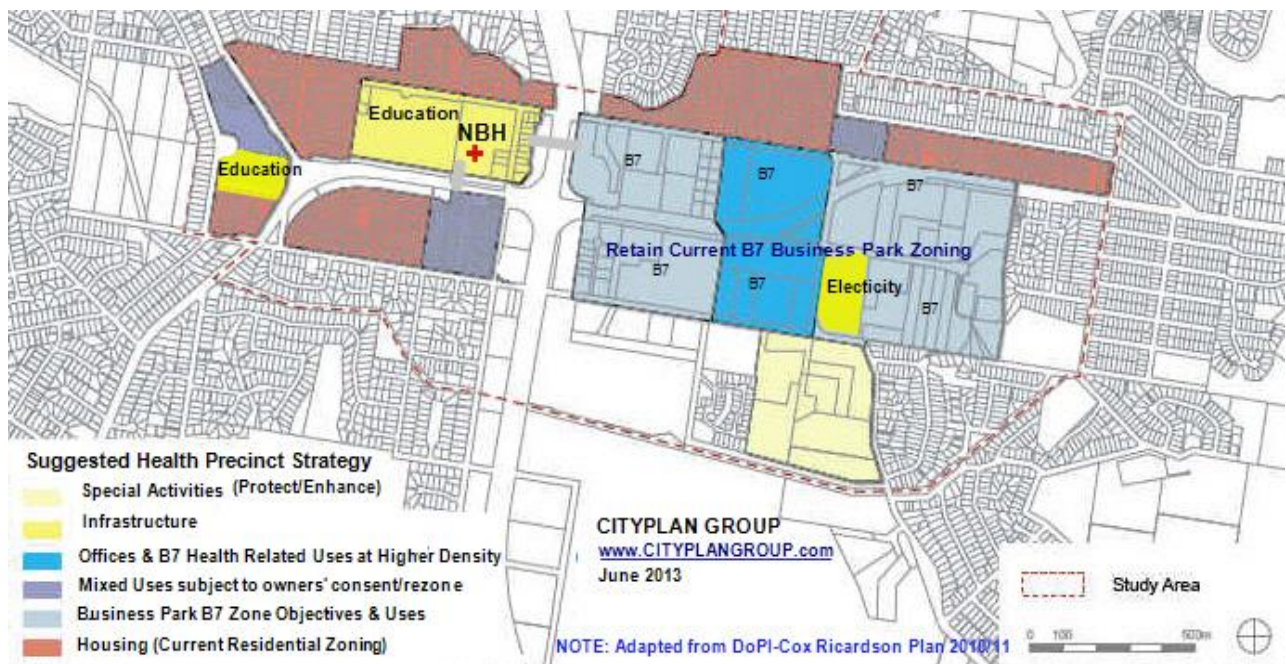 Education
NBH
Education
B7
B7
B7
Retain Current B7 Business Park Zoning
B7
B7
Electicity
B7
Suggested Health Precinct Strategy
Special Activities (Protect/Enhance)
Infrastructure
Offices & B7 Health Related Uses at Higher Density
Mixed Uses subject to owners' consent/rezone
Business Park B7 Zone Objectives & Uses
Housing (Current Residential Zoning)
CITYPLAN GROUP
www.CITYPLANGROUP.com
June 2013
NOTE: Adapted from DoPI-Cox Ricardson Plan 2010/11
Study Area
0 100 500m